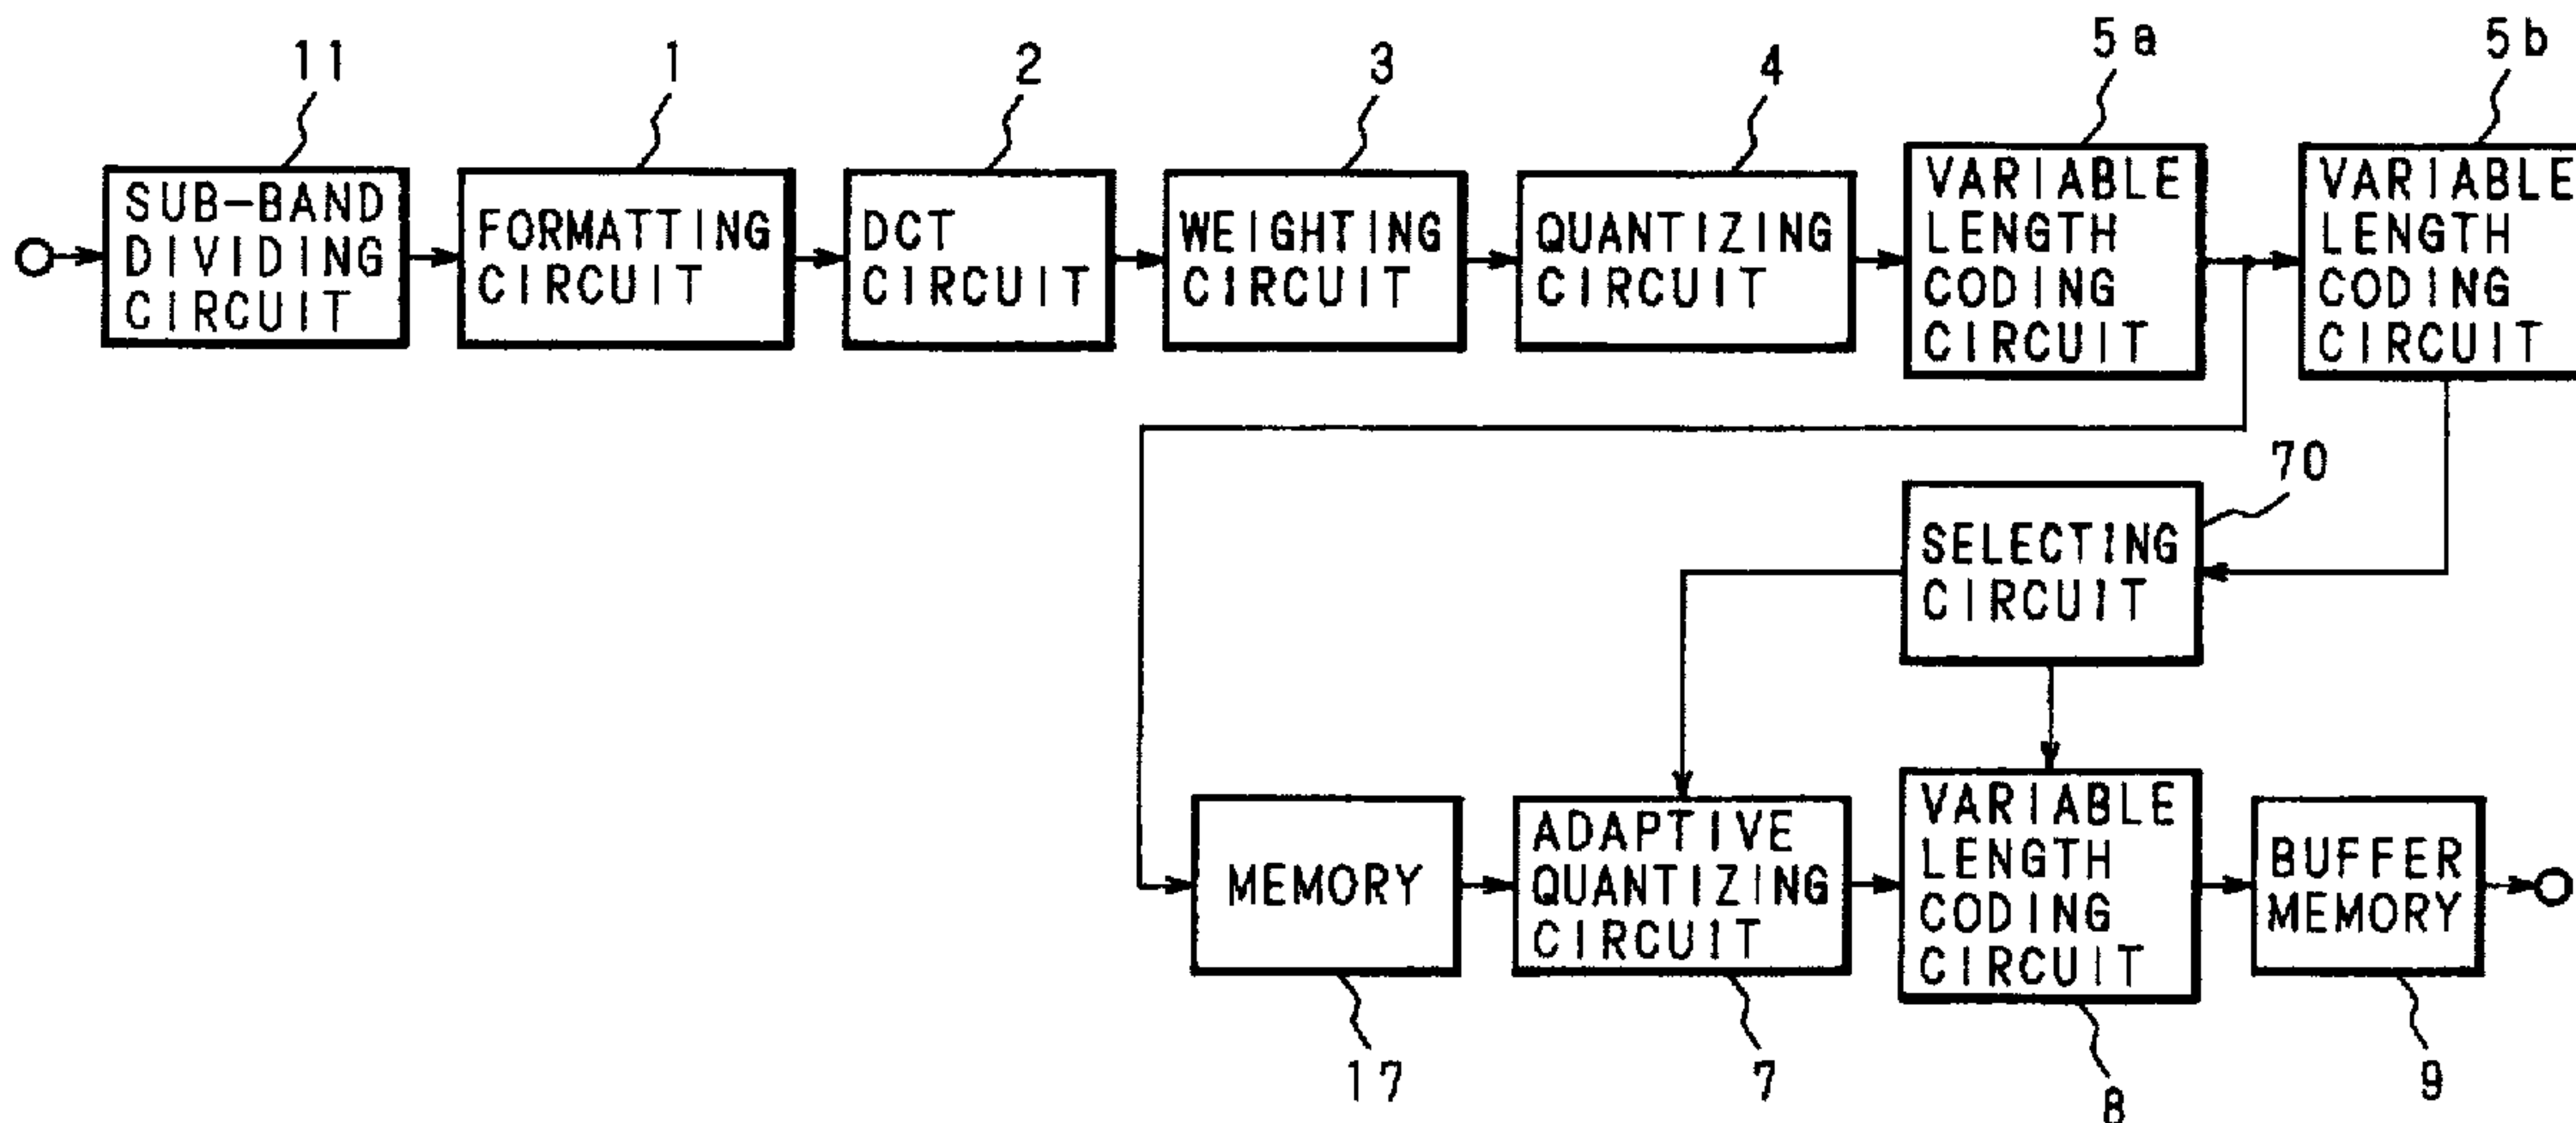 11
1
2
3
4
5a
5b
SUB-BAND
DIVIDING
CIRCUIT
FORMATTING
CIRCUIT
DCT
CIRCUIT
WEIGHTING
CIRCUIT
QUANTIZING
CIRCUIT
VARIABLE
LENGTH
CODING
CIRCUIT
VARIABLE
LENGTH
CODING
CIRCUIT
70
SELECTING
CIRCUIT
MEMORY
ADAPTIVE
QUANTIZING
CIRCUIT
VARIABLE
LENGTH
CODING
CIRCUIT
BUFFER
MEMORY
17
7
8
9